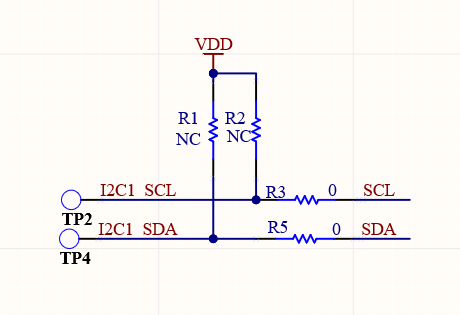 VDD
R1 R2
NC NC
I2C1 SCL R3 0 SCL
TP2
I2C1 SDA R5 0 SDA
TP4